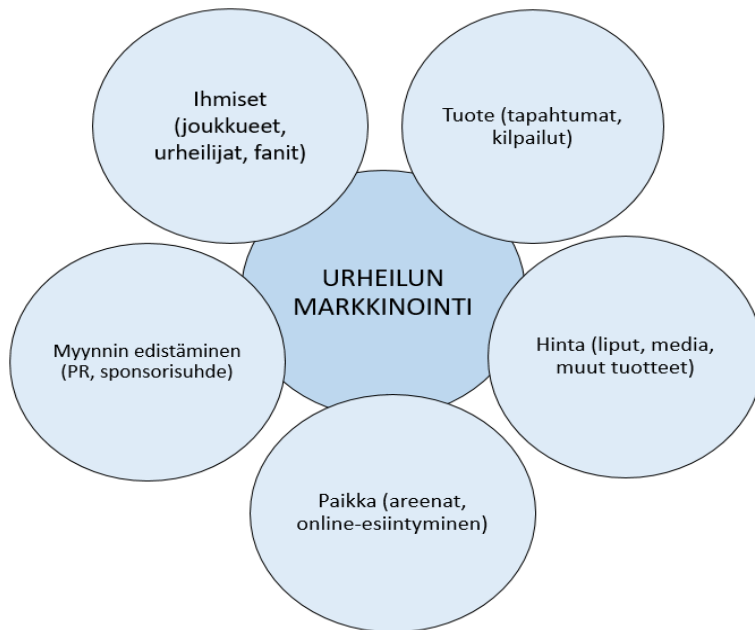 Ihmiset
(joukkueet,
urheilijat, fanit)
Tuote (tapahtumat,
kilpailut)
URHEILUN
MARKKINOINTI
Myynnin edistäminen
(PR, sponsorisuhde)
Hinta (liput, media,
muut tuotteet)
Paikka (areenat,
online-esiintyminen)